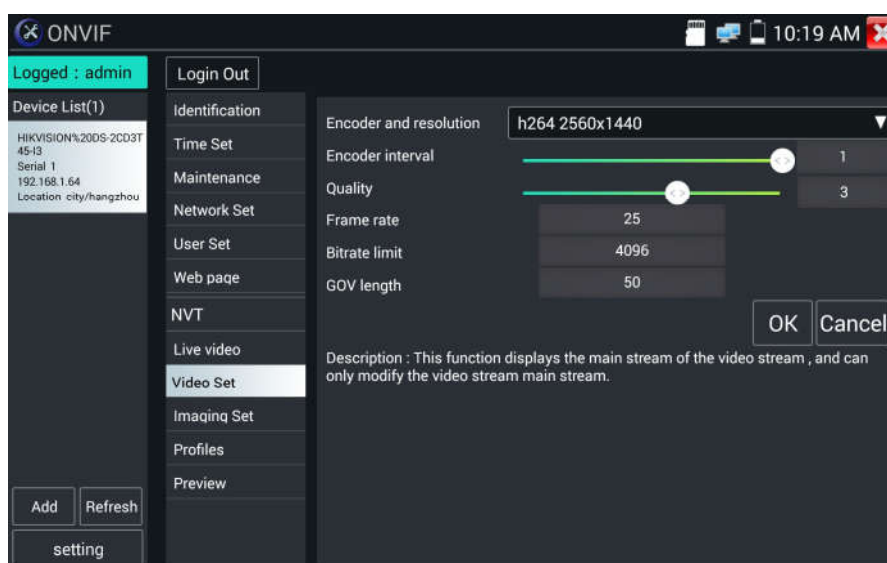 ONVIF
10:19 AM
Logged : admin
Login Out
Device List(1)
HIKVISION%20DS-2CD3T
45-I3
Serial 1
192.168.1.64
Location city/hangzhou
Identification
Time Set
Maintenance
Network Set
User Set
Web page
NVT
Live video
Video Set
Imaging Set
Profiles
Preview
Encoder and resolution h264 2560x1440
Encoder interval 1
Quality 3
Frame rate 25
Bitrate limit 4096
GOV length 50
OK Cancel
Description : This function displays the main stream of the video stream , and can
only modify the video stream main stream.
Add Refresh
setting